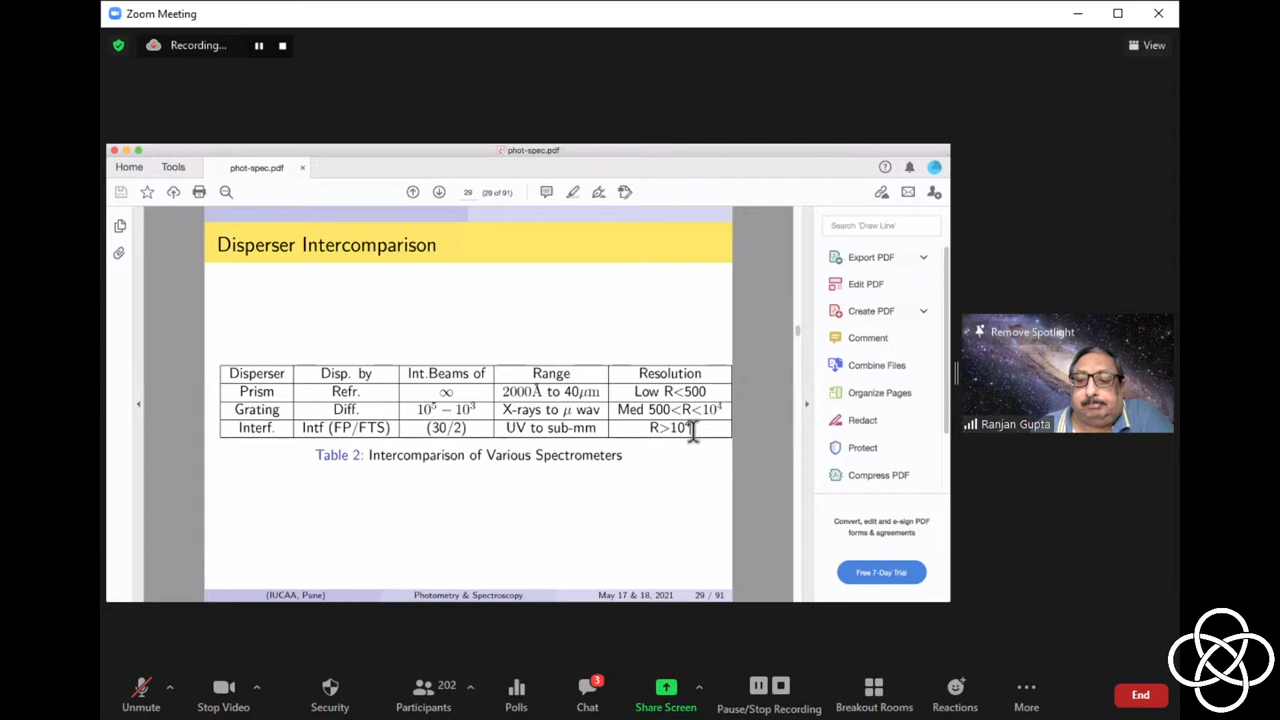 Zoom Meeting
Recording...
View
phot-spec.pdf
Home Tools phot-spec.pdf ×
29 (29 of 91)
Disperser Intercomparison
Disperser Disp. by Int.Beams of Range Resolution
Prism Refr. ∞ 2000Å to 40μm Low R<500
Grating Diff. 10⁵ − 10³ X-rays to μ wav Med 500<R<10⁴
Interf. Intf (FP/FTS) (30/2) UV to sub-mm R>10⁴
Table 2: Intercomparison of Various Spectrometers
(IUCAA, Pune) Photometry & Spectroscopy May 17 & 18, 2021 29 / 91
Search 'Draw Line'
Export PDF
Edit PDF
Create PDF
Comment
Combine Files
Organize Pages
Redact
Protect
Compress PDF
Convert, edit and e-sign PDF
forms & agreements
Free 7-Day Trial
Remove Spotlight
Ranjan Gupta
Unmute
Stop Video
Security
202
Participants
Polls
3
Chat
Share Screen
Pause/Stop Recording
Breakout Rooms
Reactions
More
End